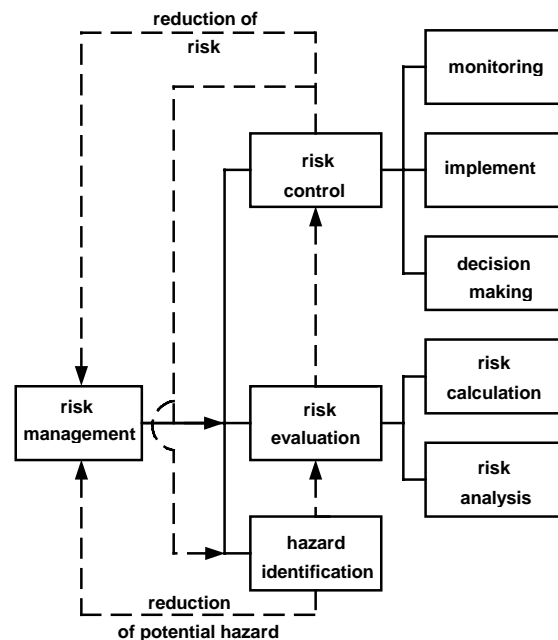 reduction of
risk
monitoring
risk
control
implement
decision
making
risk
management
risk
evaluation
risk
calculation
risk
analysis
hazard
identification
reduction
of potential hazard